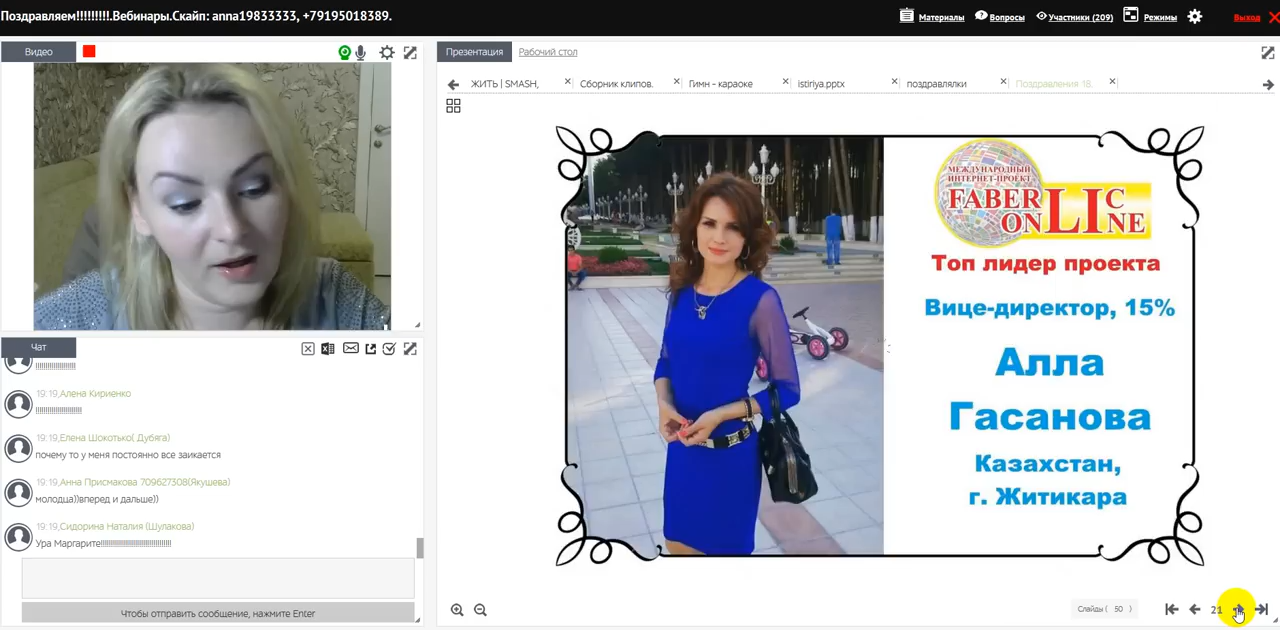 Поздравляем!!!!!!!!!.Вебинары.Скайп: anna19833333, +79195018389.
Материалы
Вопросы
Участники (209)
Режимы
Выход
Видео
Презентация
Рабочий стол
ЖИТЬ | SMASH,
Сборник клипов.
Гимн - караоке
istiriya.pptx
поздравлялки
Поздравления 18.
МЕЖДУНАРОДНЫЙ
ИНТЕРНЕТ-ПРОЕКТ
FABERLIC
ONLINE
Топ лидер проекта
Вице-директор, 15%
Алла
Гасанова
Казахстан,
г. Житикара
Чат
!!!!!!!!!!!!!!!!!!!
19:19,Алена Кириенко
!!!!!!!!!!!!!!!!!!!!!!
19:19,Елена Шокотько( Дубяга)
почему то у меня постоянно все заикается
19:19,Анна Присмакова 709627308(Якушева)
молодца))вперед и дальше))
19:19,Сидорина Наталия (Шулакова)
Ура Маргарите!!!!!!!!!!!!!!!!!!!!!!!!!!!!!!!!!!
Чтобы отправить сообщение, нажмите Enter
Слайды ( 50 )
21